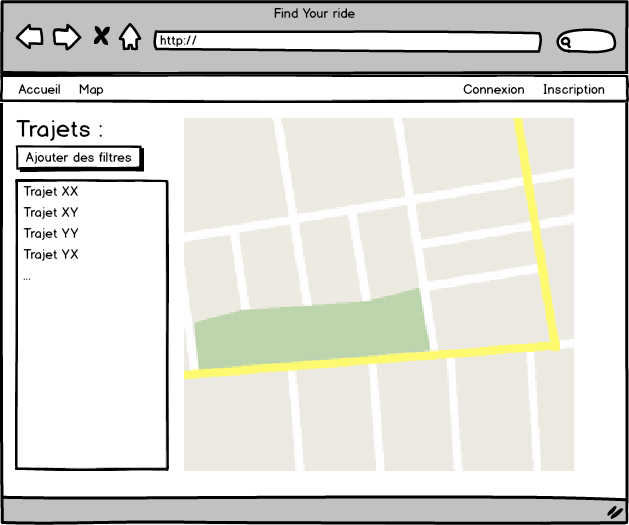 Find Your ride
http://
Accueil Map Connexion Inscription
Trajets :
Ajouter des filtres
Trajet XX
Trajet XY
Trajet YY
Trajet YX
...